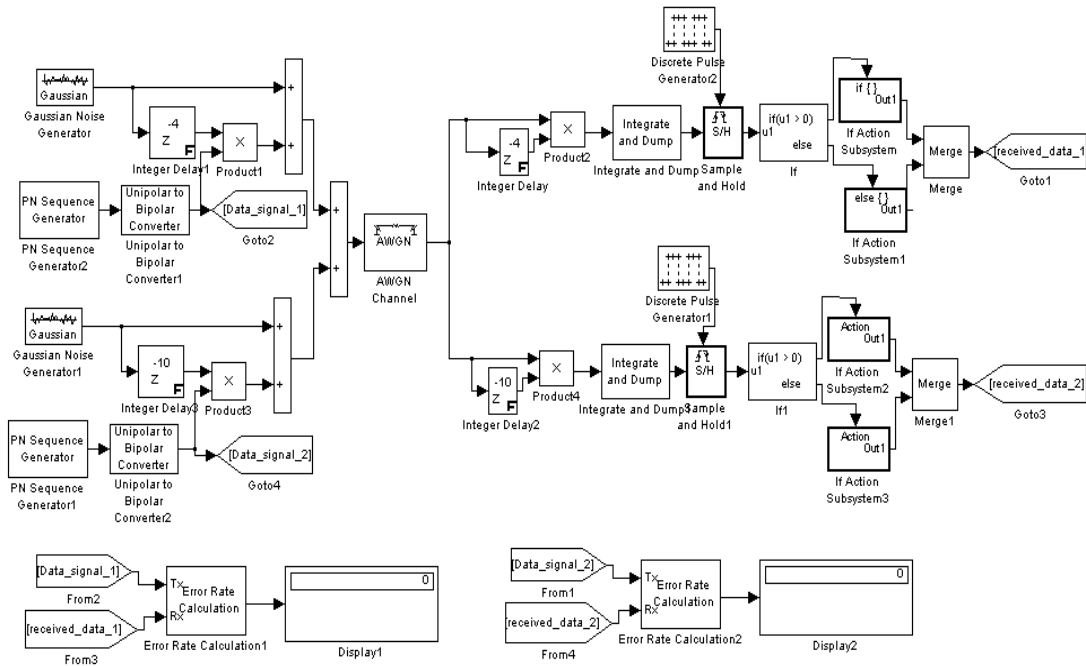 Gaussian
Gaussian Noise
Generator
-4
Z
F
Integer Delay1
X
Product1
+
+
PN Sequence
Generator
PN Sequence
Generator2
Unipolar to
Bipolar
Converter
Unipolar to
Bipolar
Converter1
[Data_signal_1]
Goto2
+
+
AWGN
AWGN
Channel
Gaussian
Gaussian Noise
Generator1
-10
Z
F
Integer Delay3
X
Product3
+
+
PN Sequence
Generator
PN Sequence
Generator1
Unipolar to
Bipolar
Converter
Unipolar to
Bipolar
Converter2
[Data_signal_2]
Goto4
Discrete Pulse
Generator2
-4
Z
F
Integer Delay
X
Product2
Integrate
and Dump
Integrate and Dump
S/H
Sample
and Hold
if(u1 > 0)
u1
else
If
if { }
Out1
If Action
Subsystem
else { }
Out1
If Action
Subsystem1
Merge
Merge
[received_data_1]
Goto1
Discrete Pulse
Generator1
-10
Z
F
Integer Delay2
X
Product4
Integrate
and Dump
Integrate and Dump
S/H
Sample
and Hold1
if(u1 > 0)
u1
else
If1
Action
Out1
If Action
Subsystem2
Action
Out1
If Action
Subsystem3
Merge
Merge1
[received_data_2]
Goto3
[Data_signal_1]
From2
[received_data_1]
From3
Tx
Rx
Error Rate
Calculation
Error Rate Calculation1
0
Display1
[Data_signal_2]
From1
[received_data_2]
From4
Tx
Rx
Error Rate
Calculation
Error Rate Calculation2
0
Display2